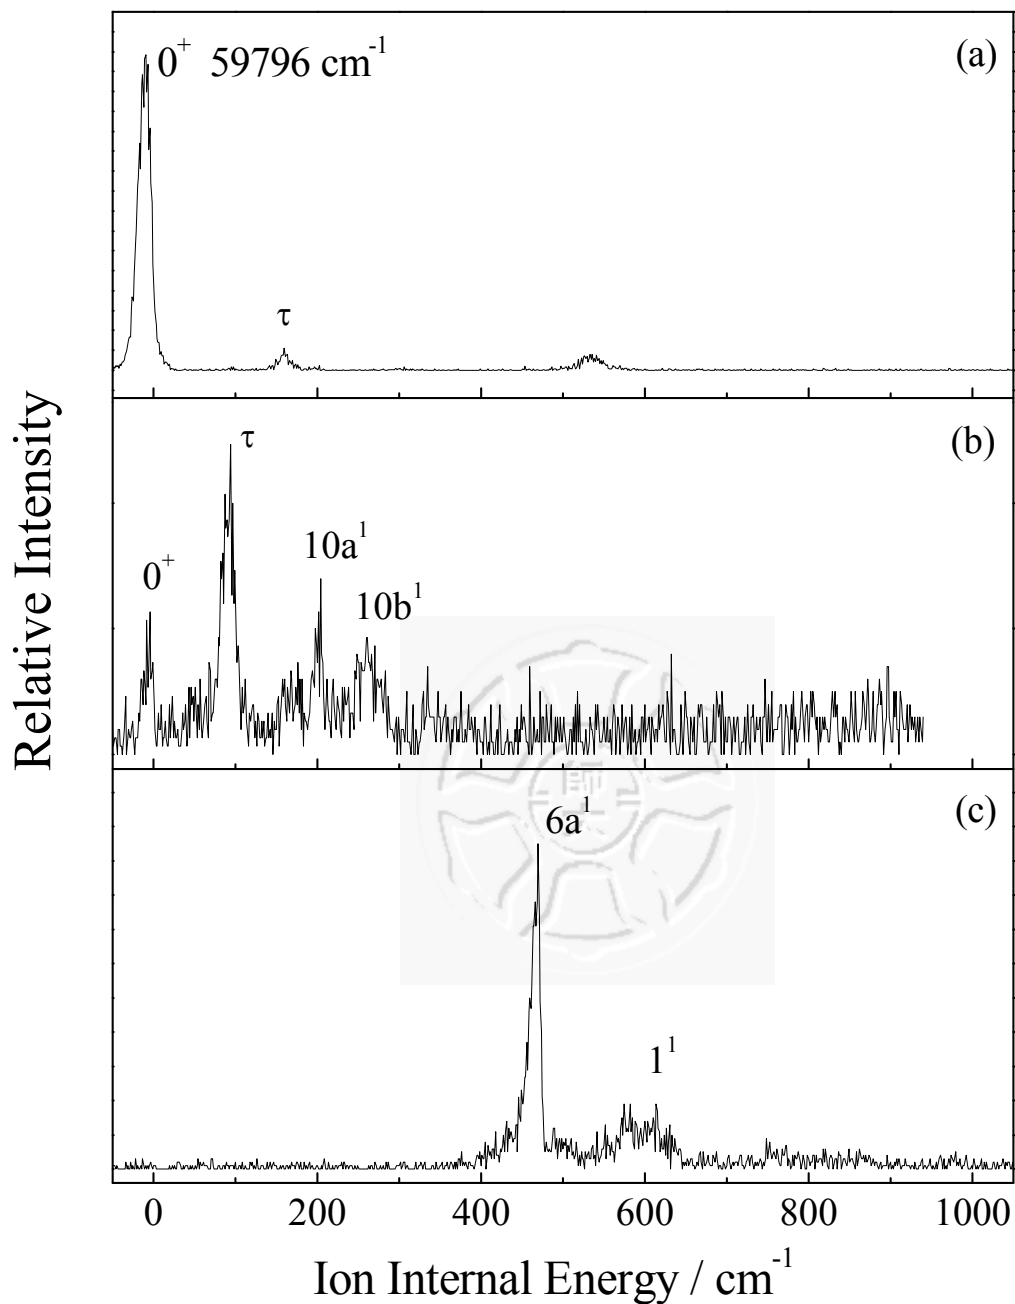 0⁺ 59796 cm⁻¹
(a)
τ
Relative Intensity
(b)
τ
0⁺
10a¹
10b¹
(c)
6a¹
1¹
0 200 400 600 800 1000
Ion Internal Energy / cm⁻¹